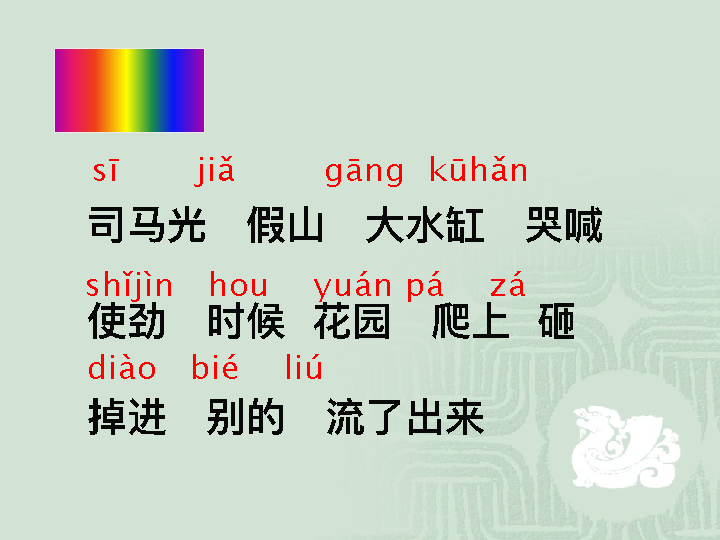 sī jiǎ gāng kūhǎn
司马光 假山 大水缸 哭喊
shǐjìn hou yuán pá zá
使劲 时候 花园 爬上 砸
diào bié liú
掉进 别的 流了出来